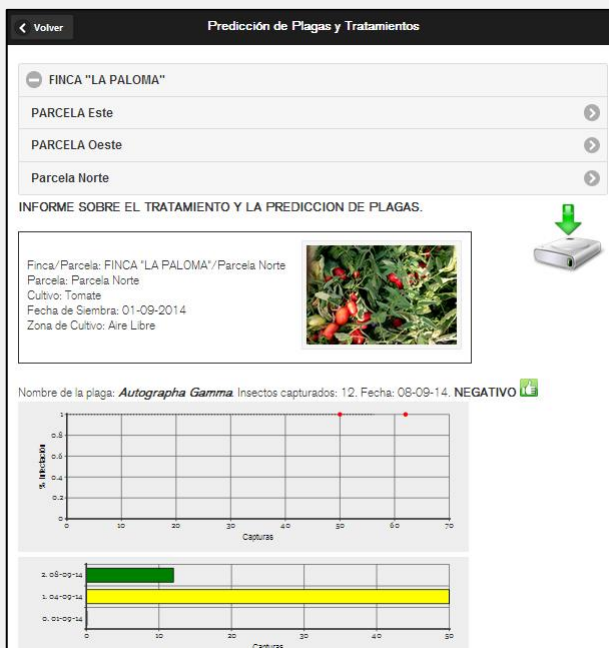 Volver
Predicción de Plagas y Tratamientos
FINCA "LA PALOMA"
PARCELA Este
PARCELA Oeste
Parcela Norte
INFORME SOBRE EL TRATAMIENTO Y LA PREDICCION DE PLAGAS.
Finca/Parcela: FINCA "LA PALOMA"/Parcela Norte
Parcela: Parcela Norte
Cultivo: Tomate
Fecha de Siembra: 01-09-2014
Zona de Cultivo: Aire Libre
Nombre de la plaga: Autographa Gamma. Insectos capturados: 12. Fecha: 08-09-14. NEGATIVO
% Infectación
1
0.8
0.6
0.4
0.2
0
0 10 20 30 40 50 60 70
Capturas
2. 08-09-14
1. 04-09-14
0. 01-09-14
0 10 20 30 40 50
Capturas